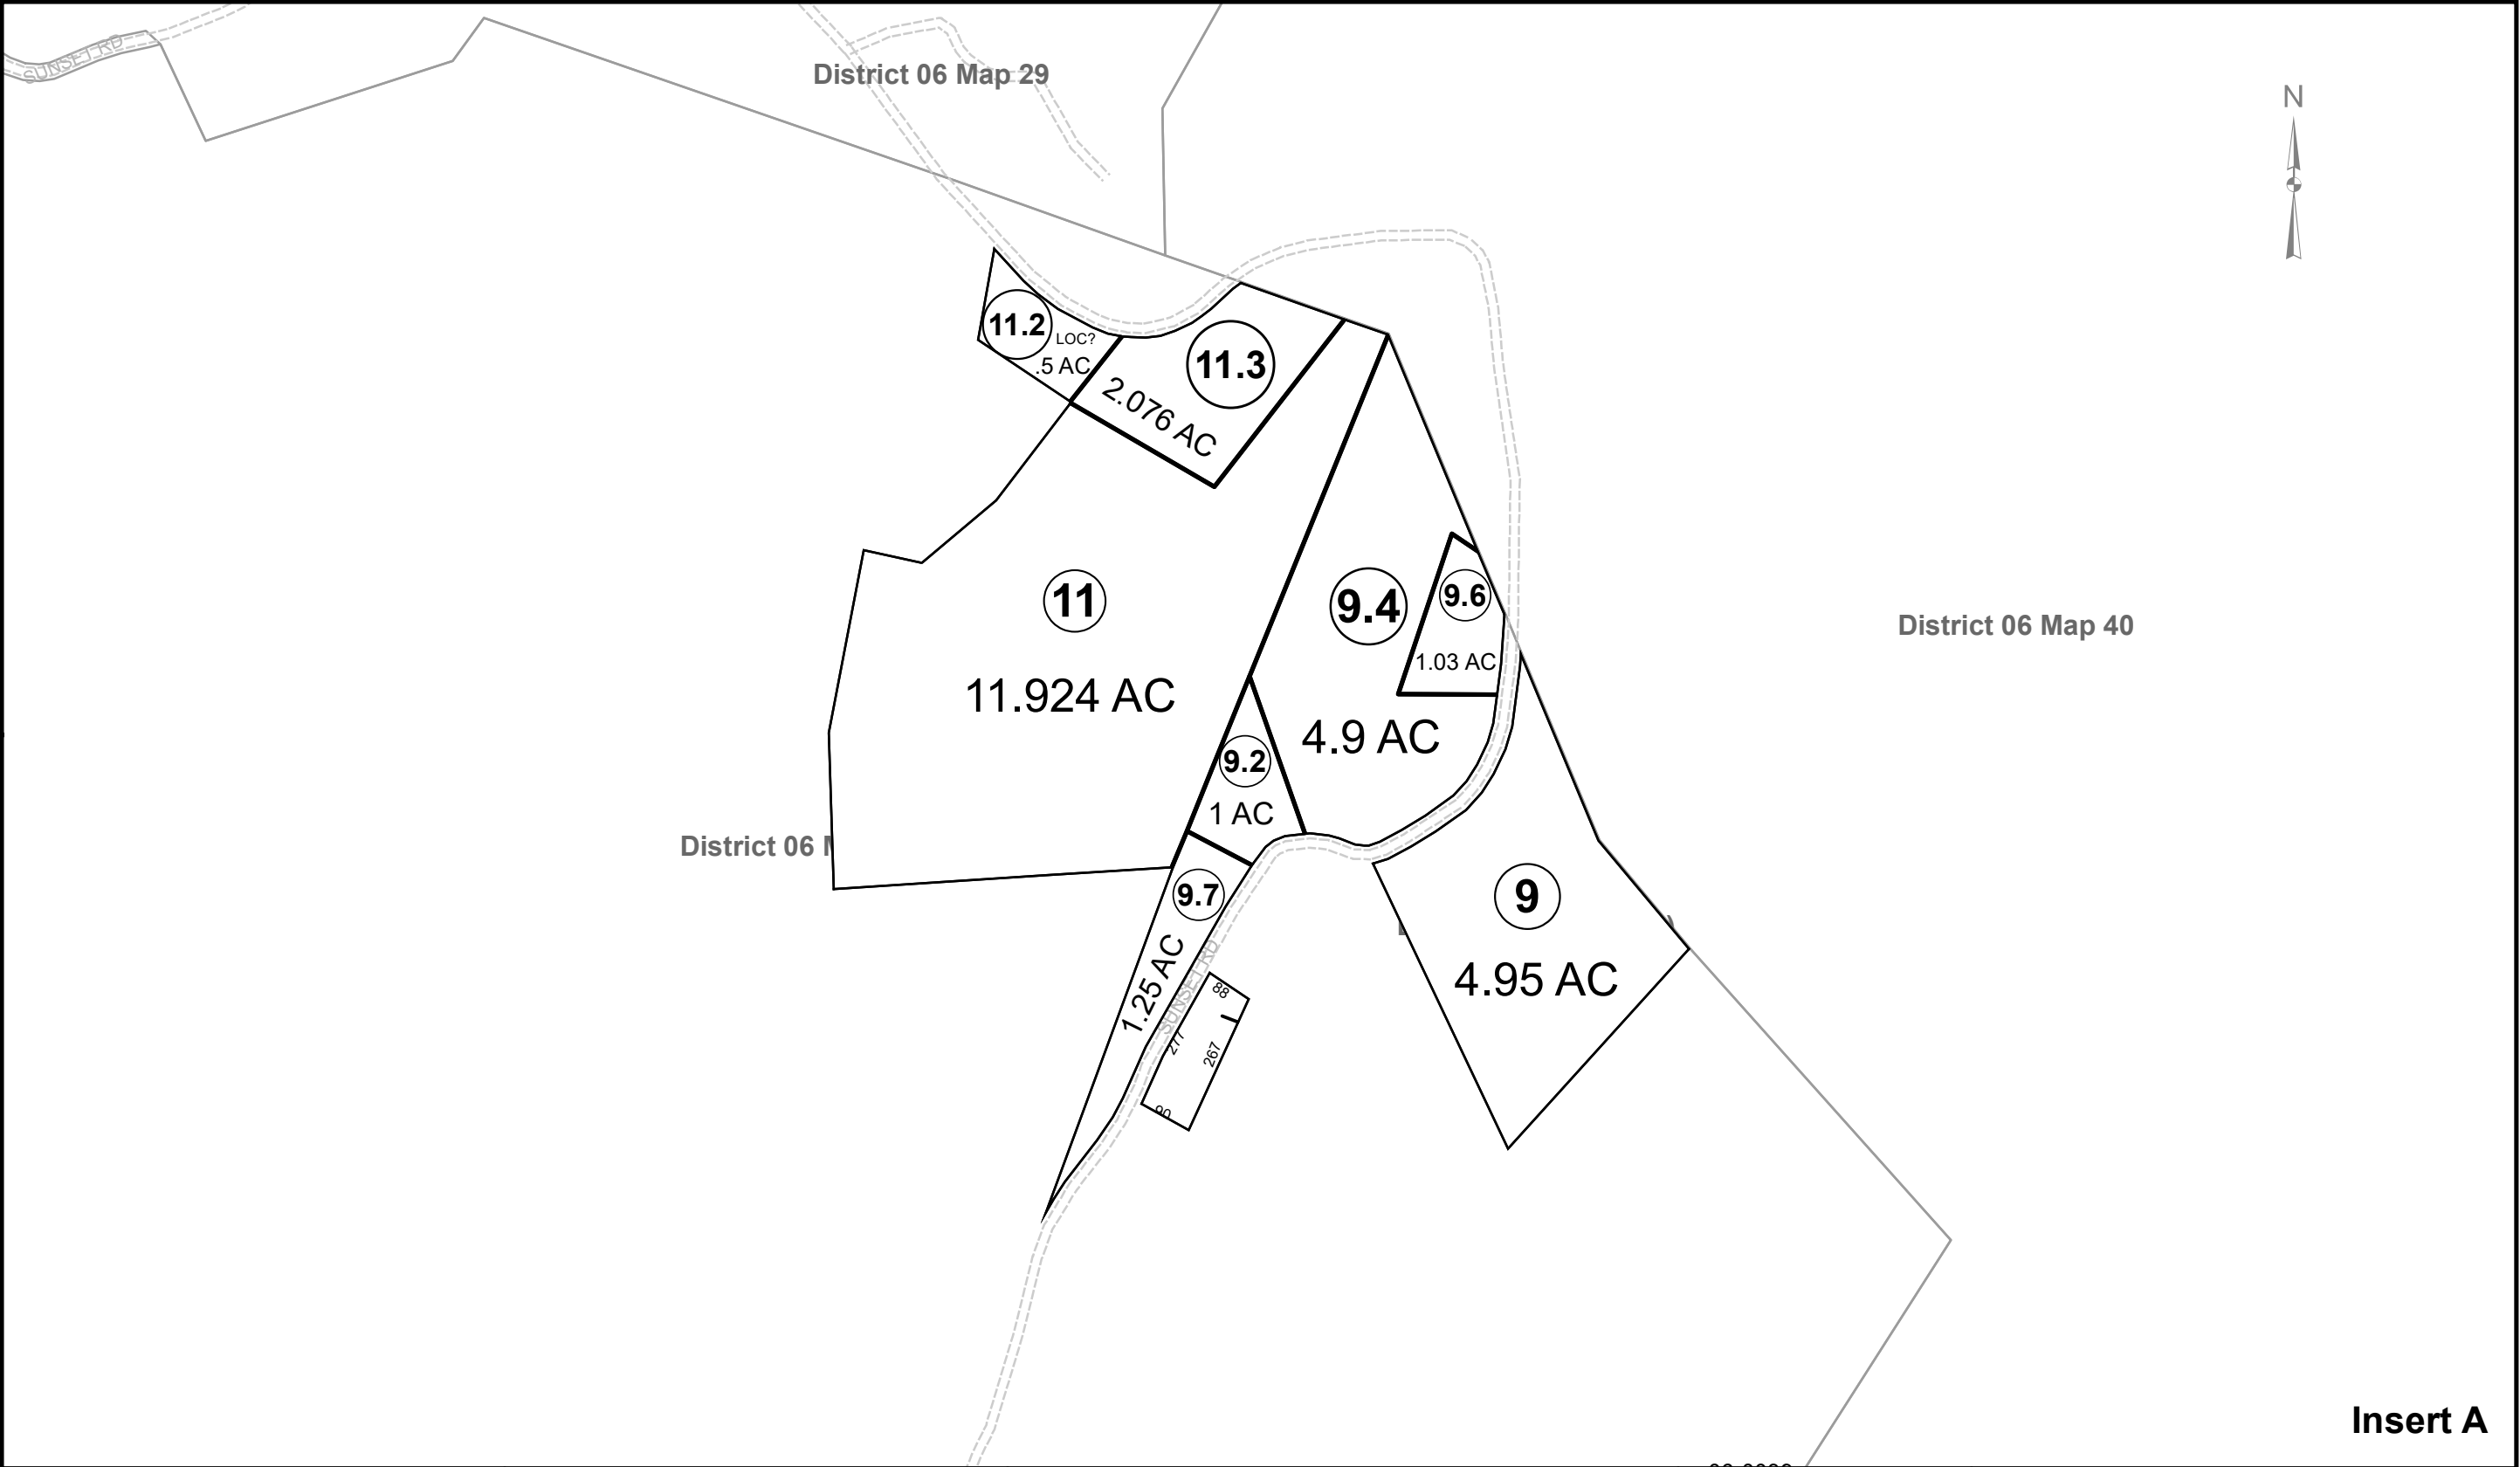 SUNSET RD
District 06 Map 29
N
11.2
LOC?
.5 AC
11.3
2.076 AC
11
11.924 AC
9.4
4.9 AC
9.6
1.03 AC
District 06 Map 40
9.2
1 AC
District 06
9.7
1.25 AC
SUNSET RD
88
277
267
90
9
4.95 AC
Insert A